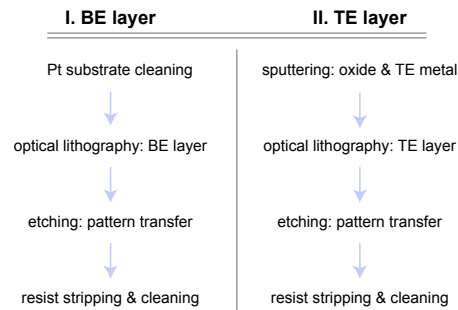 I. BE layer
Pt substrate cleaning
optical lithography: BE layer
etching: pattern transfer
resist stripping & cleaning
II. TE layer
sputtering: oxide & TE metal
optical lithography: TE layer
etching: pattern transfer
resist stripping & cleaning